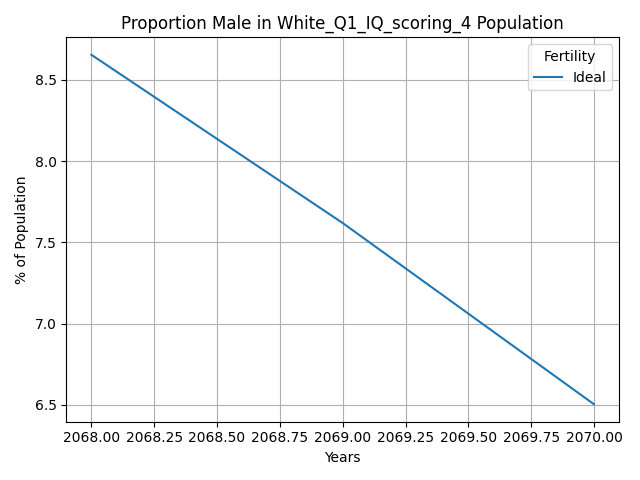 Proportion Male in White_Q1_IQ_scoring_4 Population
Fertility
Ideal
% of Population
8.5
8.0
7.5
7.0
6.5
2068.00 2068.25 2068.50 2068.75 2069.00 2069.25 2069.50 2069.75 2070.00
Years